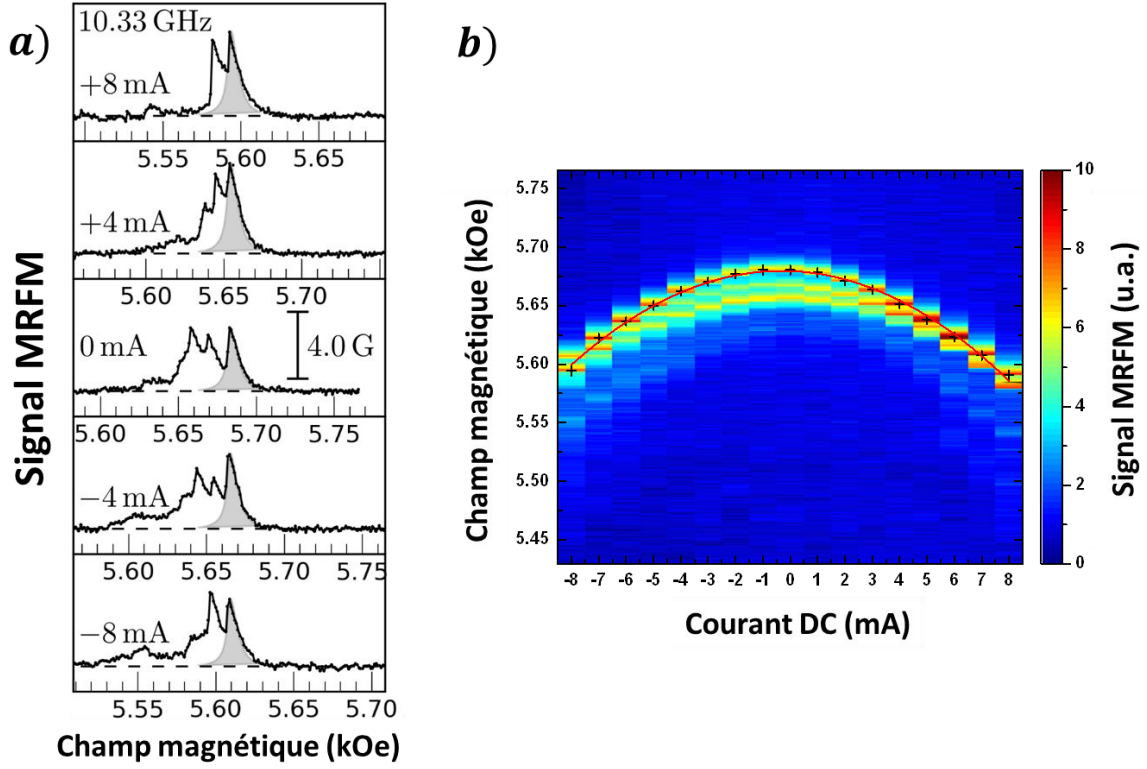 a)
b)
Signal MRFM
10.33 GHz
+8 mA
5.55 5.60 5.65
+4 mA
5.60 5.65 5.70
0 mA
4.0 G
5.60 5.65 5.70 5.75
−4 mA
5.60 5.65 5.70 5.75
−8 mA
5.55 5.60 5.65 5.70
Champ magnétique (kOe)
Champ magnétique (kOe)
5.75
5.70
5.65
5.60
5.55
5.50
5.45
-8 -7 -6 -5 -4 -3 -2 -1 0 1 2 3 4 5 6 7 8
Courant DC (mA)
10
8
6
4
2
0
Signal MRFM (u.a.)